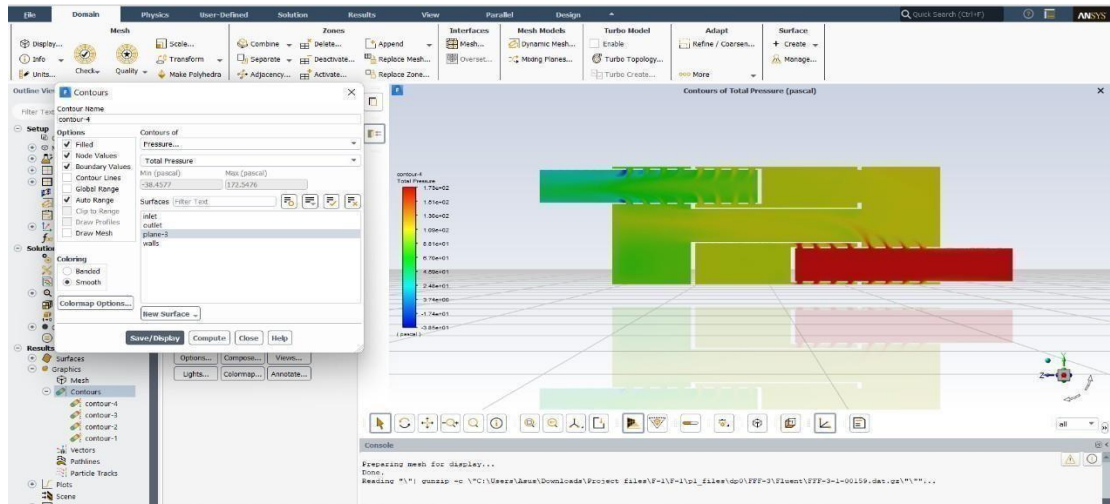 File Domain Physics User-Defined Solution Results View Parallel Design Quick Search (Ctrl+F) ANSYS
Mesh Zones Interfaces Mesh Models Turbo Model Adapt Surface
Display... Scale... Combine Delete... Append Mesh... Dynamic Mesh... Enable Refine / Coarsen... + Create
Info Transform Separate Deactivate... Replace Mesh... Overset... Mixing Planes... Turbo Topology... Manage...
Units... Check Quality Make Polyhedra Adjacency... Activate... Replace Zone... Turbo Create... More
Outline View
Filter Text
Contours
Contour Name
contour-4
Options
Filled
Node Values
Boundary Values
Contour Lines
Global Range
Auto Range
Clip to Range
Draw Profiles
Draw Mesh
Coloring
Banded
Smooth
Colormap Options...
Contours of
Pressure...
Total Pressure
Min (pascal) Max (pascal)
-38.4577 172.5476
Surfaces Filter Text
inlet
outlet
plane-3
walls
New Surface
Save/Display Compute Close Help
Setup
Solution
Results
Surfaces
Graphics
Mesh
Contours
contour-4
contour-3
contour-2
contour-1
Vectors
Pathlines
Particle Tracks
Plots
Scene
Options... Compose... Views...
Lights... Colormap... Annotate...
Contours of Total Pressure (pascal)
contour-4
Total Pressure
1.73e+02
1.51e+02
1.30e+02
1.09e+02
8.81e+01
6.70e+01
4.59e+01
2.48e+01
3.74e+00
-1.74e+01
-3.85e+01
[ pascal ]
Y
Z
all
Console
Preparing mesh for display...
Done.
Reading "\"| gunzip -c \"C:\Users\Asus\Downloads\Project files\F-1\F-1\p1_files\dp0\FFF-3\Fluent\FFF-3-1-00159.dat.gz\"\""...